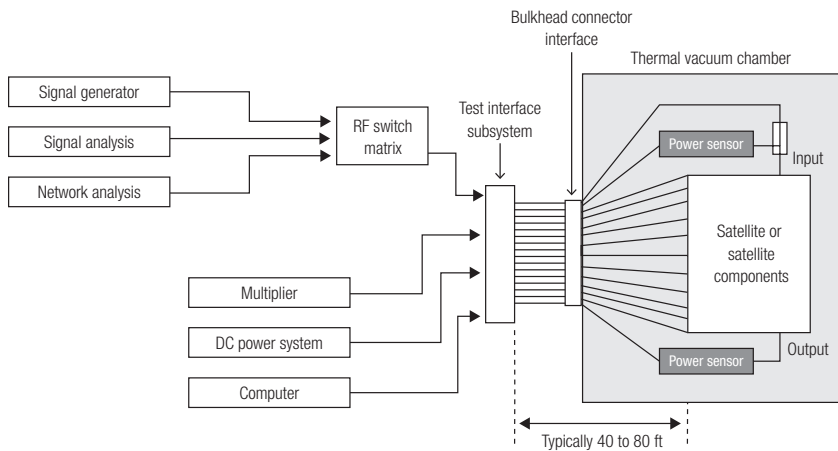 Bulkhead connector
interface
Thermal vacuum chamber
Signal generator
Signal analysis
Network analysis
RF switch
matrix
Test interface
subsystem
Power sensor
Input
Satellite or
satellite
components
Multiplier
DC power system
Computer
Output
Power sensor
Typically 40 to 80 ft